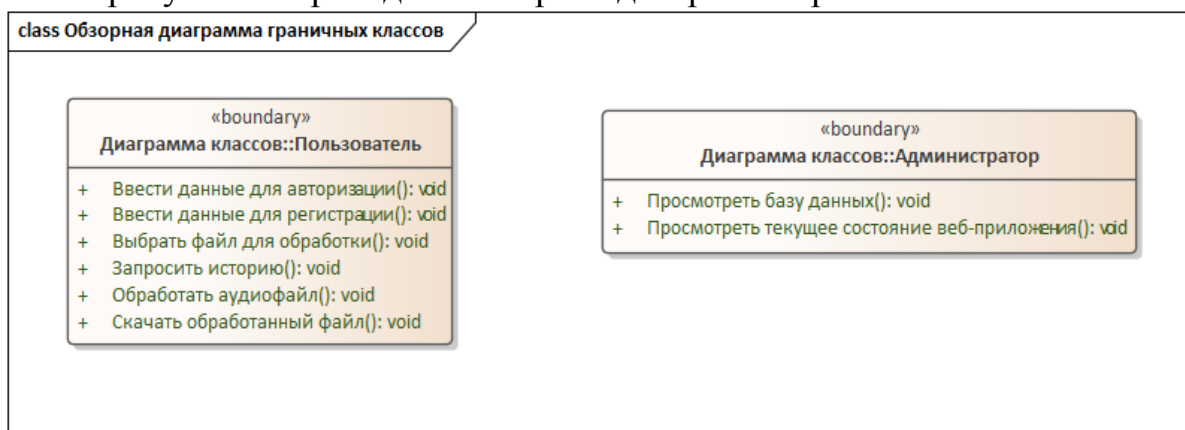 class Обзорная диаграмма граничных классов
«boundary»
Диаграмма классов::Пользователь
+ Ввести данные для авторизации(): void
+ Ввести данные для регистрации(): void
+ Выбрать файл для обработки(): void
+ Запросить историю(): void
+ Обработать аудиофайл(): void
+ Скачать обработанный файл(): void
«boundary»
Диаграмма классов::Администратор
+ Просмотреть базу данных(): void
+ Просмотреть текущее состояние веб-приложения(): void